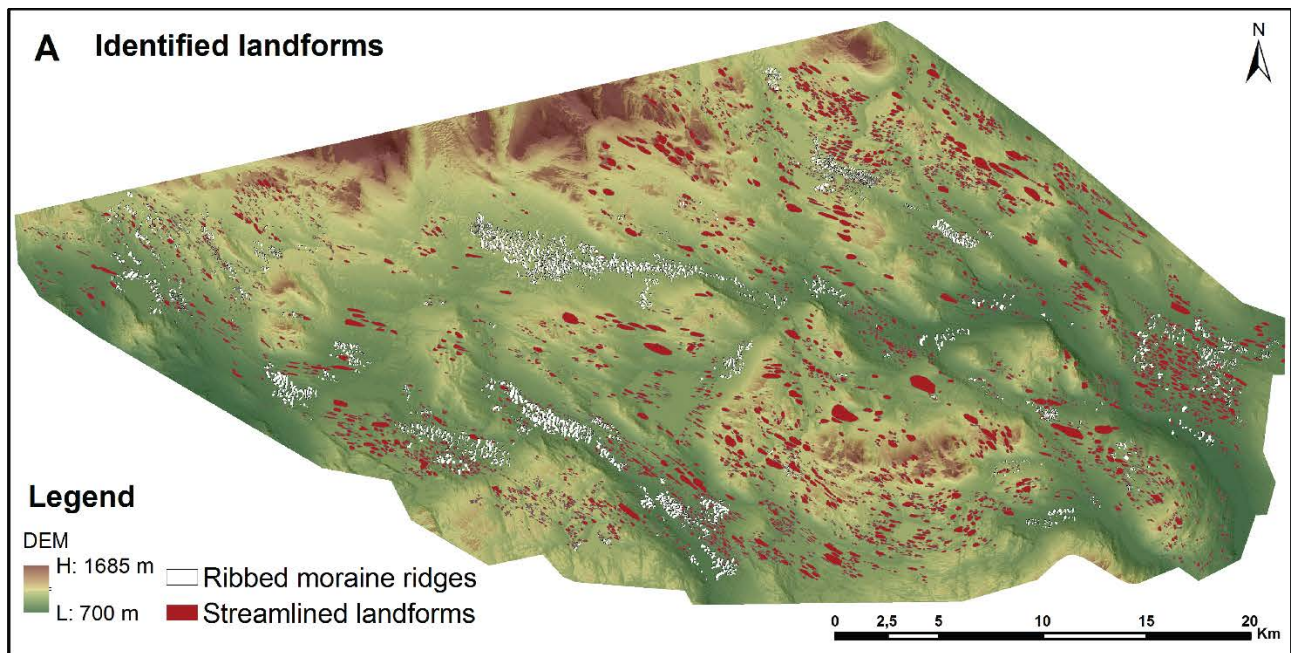 A Identified landforms
N
Legend
DEM
H: 1685 m
L: 700 m
Ribbed moraine ridges
Streamlined landforms
0 2,5 5 10 15 20
Km